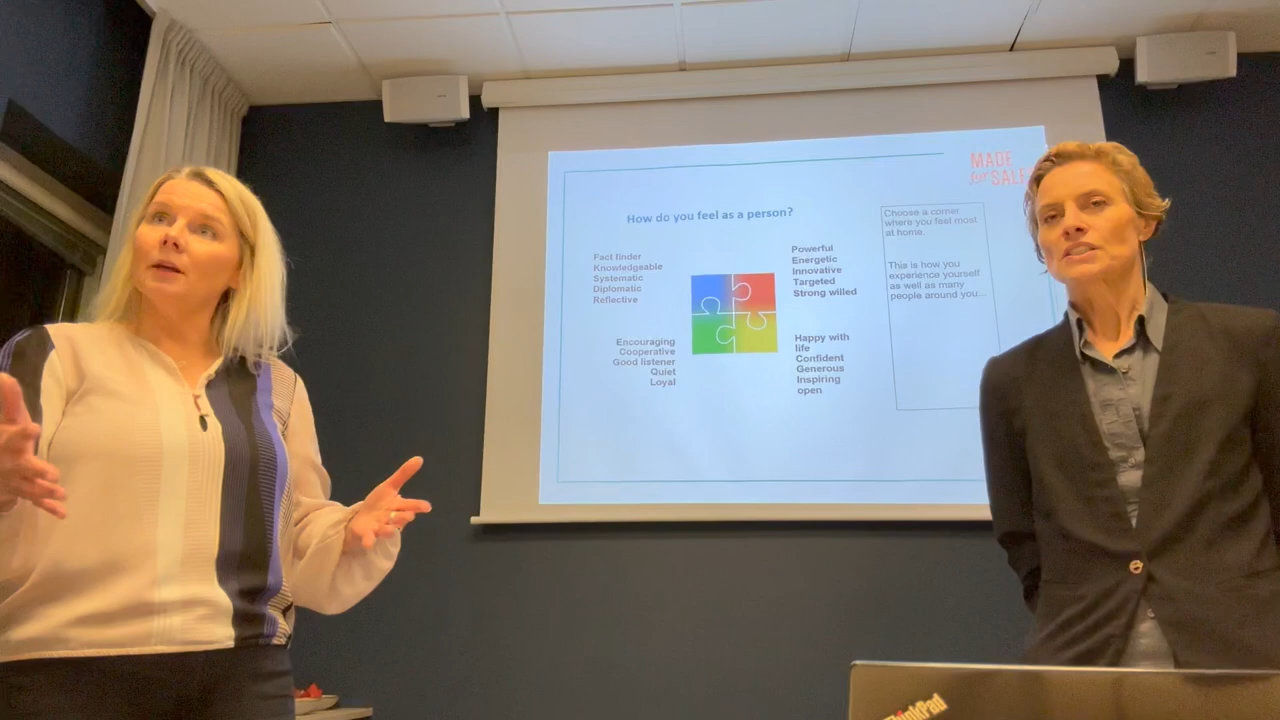 MADE
for SALES
How do you feel as a person?
Fact finder
Knowledgeable
Systematic
Diplomatic
Reflective
Powerful
Energetic
Innovative
Targeted
Strong willed
Encouraging
Cooperative
Good listener
Quiet
Loyal
Happy with
life
Confident
Generous
Inspiring
open
Choose a corner
where you feel most
at home.
This is how you
experience yourself
as well as many
people around you...
ThinkPad